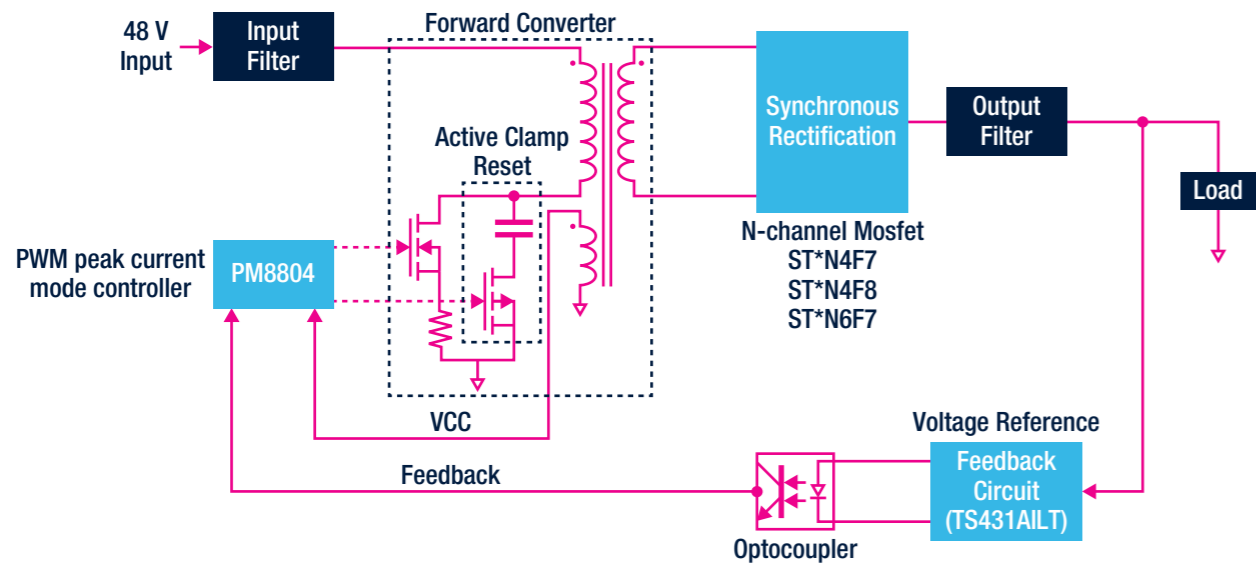 Forward Converter
48 V
Input
Input
Filter
Active Clamp
Reset
Synchronous
Rectification
Output
Filter
Load
N-channel Mosfet
ST*N4F7
ST*N4F8
ST*N6F7
PWM peak current
mode controller
PM8804
VCC
Feedback
Voltage Reference
Feedback
Circuit
(TS431AILT)
Optocoupler